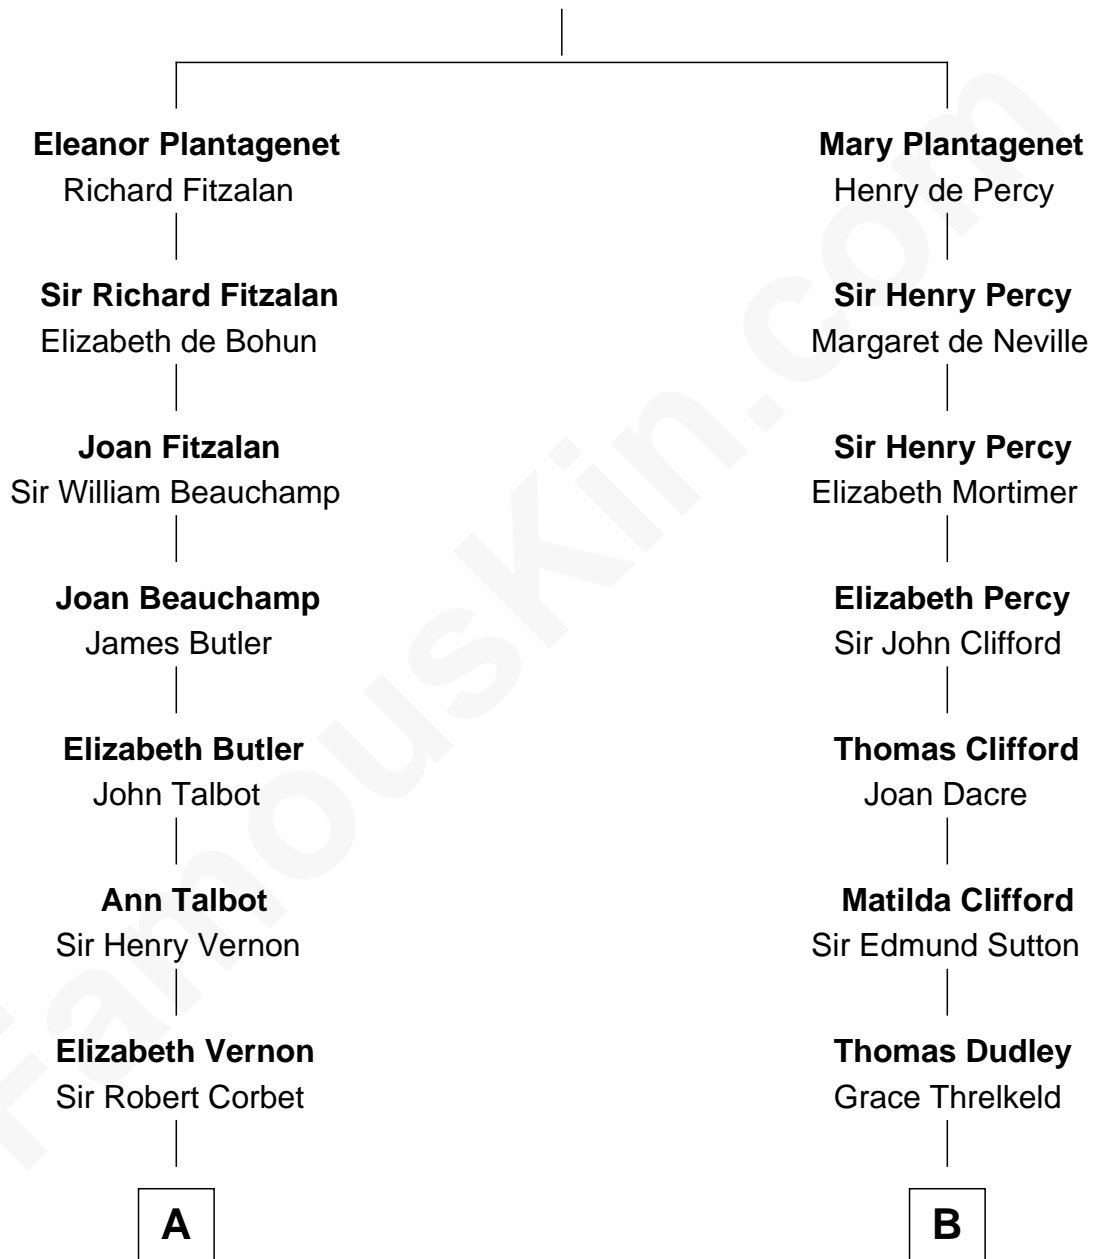 Eleanor Plantagenet
Richard Fitzalan
Sir Richard Fitzalan
Elizabeth de Bohun
Joan Fitzalan
Sir William Beauchamp
Joan Beauchamp
James Butler
Elizabeth Butler
John Talbot
Ann Talbot
Sir Henry Vernon
Elizabeth Vernon
Sir Robert Corbet
A
Mary Plantagenet
Henry de Percy
Sir Henry Percy
Margaret de Neville
Sir Henry Percy
Elizabeth Mortimer
Elizabeth Percy
Sir John Clifford
Thomas Clifford
Joan Dacre
Matilda Clifford
Sir Edmund Sutton
Thomas Dudley
Grace Threlkeld
B
FamousKin.com